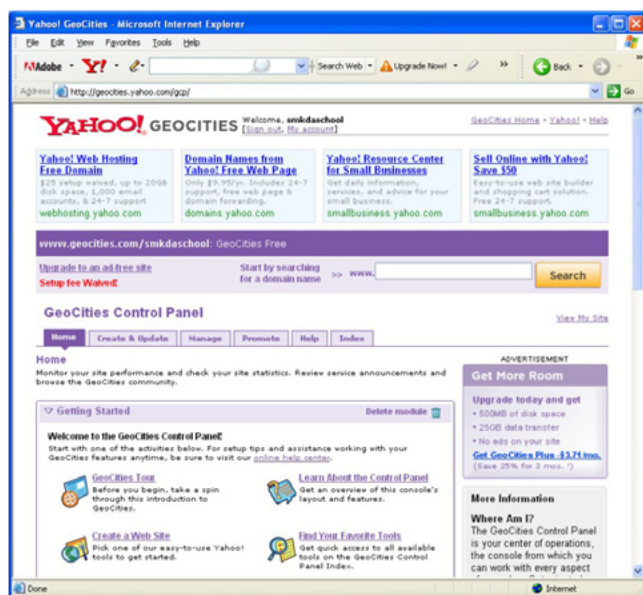 Yahoo! GeoCities - Microsoft Internet Explorer
File Edit View Favorites Tools Help
Adobe Y! Search Web Upgrade Now! Back
Address http://geocities.yahoo.com/gcp/ Go
YAHOO! GEOCITIES
Welcome, smkdaschool
[Sign out, My account]
GeoCities Home - Yahoo! - Help
Yahoo! Web Hosting
Free Domain
$25 setup waived, up to 20GB
disk space, 1,000 email
accounts, & 24-7 support
webhosting.yahoo.com
Domain Names from
Yahoo! Free Web Page
Only $9.95/yr. Includes 24-7
support, free web page &
domain forwarding.
domains.yahoo.com
Yahoo! Resource Center
for Small Businesses
Get daily information,
services, and advice for your
small business.
smallbusiness.yahoo.com
Sell Online with Yahoo!
Save $50
Easy-to-use web site builder
and shopping cart solution.
Free 24-7 support.
smallbusiness.yahoo.com
www.geocities.com/smkdaschool: GeoCities Free
Upgrade to an ad-free site
Setup fee Waived!
Start by searching
for a domain name
>> www.
Search
GeoCities Control Panel
View My Site
Home Create & Update Manage Promote Help Index
Home
Monitor your site performance and check your site statistics. Review service announcements and
browse the GeoCities community.
Getting Started
Delete module
Welcome to the GeoCities Control Panel!
Start with one of the activities below. For setup tips and assistance working with your
GeoCities features anytime, be sure to visit our online help center.
GeoCities Tour
Before you begin, take a spin
through this introduction to
GeoCities.
Learn About the Control Panel
Get an overview of this console's
layout and features.
Create a Web Site
Pick one of our easy-to-use Yahoo!
tools to get started.
Find Your Favorite Tools
Get quick access to all available
tools on the GeoCities Control
Panel Index.
ADVERTISEMENT
Get More Room
Upgrade today and get
• 500MB of disk space
• 25GB data transfer
• No ads on your site
Get GeoCities Plus -$3.71/mo.
(Save 25% for 3 mos. ¹)
More Information
Where Am I?
The GeoCities Control Panel
is your center of operations,
the console from which you
can work with every aspect
Done
Internet